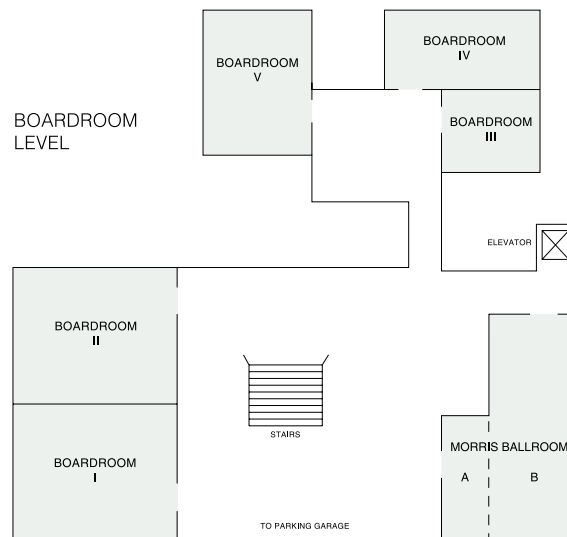 BOARDROOM
LEVEL
BOARDROOM
V
BOARDROOM
IV
BOARDROOM
III
ELEVATOR
BOARDROOM
II
STAIRS
BOARDROOM
I
MORRIS BALLROOM
A B
TO PARKING GARAGE